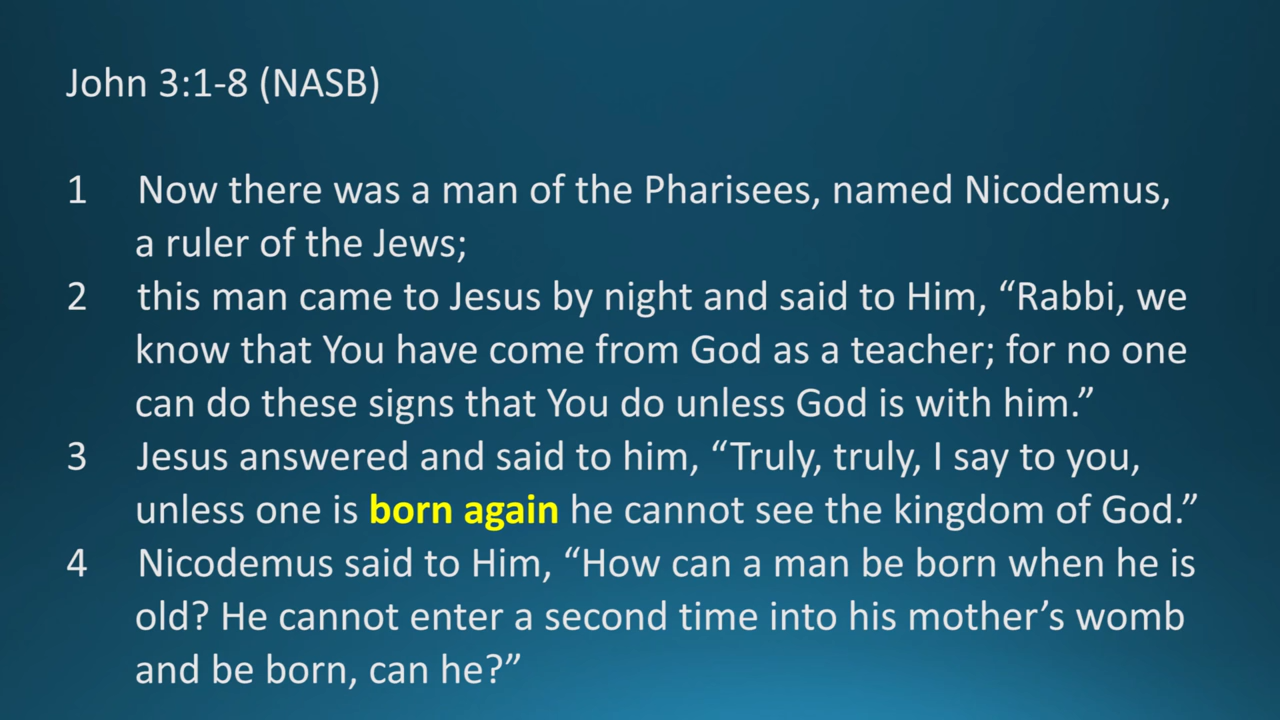 John 3:1-8 (NASB)
1 Now there was a man of the Pharisees, named Nicodemus,
a ruler of the Jews;
2 this man came to Jesus by night and said to Him, “Rabbi, we
know that You have come from God as a teacher; for no one
can do these signs that You do unless God is with him.”
3 Jesus answered and said to him, “Truly, truly, I say to you,
unless one is born again he cannot see the kingdom of God.”
4 Nicodemus said to Him, “How can a man be born when he is
old? He cannot enter a second time into his mother’s womb
and be born, can he?”